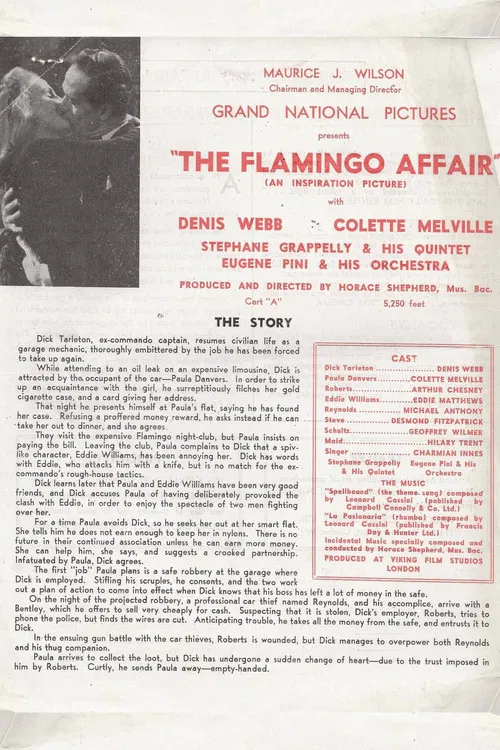 MAURICE J. WILSON
Chairman and Managing Director
GRAND NATIONAL PICTURES
presents
"THE FLAMINGO AFFAIR"
(AN INSPIRATION PICTURE)
with
DENIS WEBB COLETTE MELVILLE
STEPHANE GRAPPELLY & HIS QUINTET
EUGENE PINI & HIS ORCHESTRA
PRODUCED AND DIRECTED BY HORACE SHEPHERD, Mus. Bac.
Cert "A" 5,250 feet
THE STORY
Dick Tarleton, ex-commando captain, resumes civilian life as a
garage mechanic, thoroughly embittered by the job he has been forced
to take up again.
While attending to an oil leak on an expensive limousine, Dick is
attracted by the occupant of the car—Paula Danvers. In order to strike
up an acquaintance with the girl, he surreptitiously filches her gold
cigarette case, and a card giving her address.
That night he presents himself at Paula's flat, saying he has found
her case. Refusing a proffered money reward, he asks instead if he can
take her out to dinner, and she agrees.
They visit the expensive Flamingo night-club, but Paula insists on
paying the bill. Leaving the club, Paula complains to Dick that a spiv-
like character, Eddie Williams, has been annoying her. Dick has words
with Eddie, who attacks him with a knife, but is no match for the ex-
commando's rough-house tactics.
Dick learns later that Paula and Eddie Williams have been very good
friends, and Dick accuses Paula of having deliberately provoked the
clash with Eddie, in order to enjoy the spectacle of two men fighting
over her.
For a time Paula avoids Dick, so he seeks her out at her smart flat.
She tells him he does not earn enough to keep her in nylons. There is no
future in their continued association unless he can earn more money.
She can help him, she says, and suggests a crooked partnership.
Infatuated by Paula, Dick agrees.
The first "job" Paula plans is a safe robbery at the garage where
Dick is employed. Stifling his scruples, he consents, and the two work
out a plan of action to come into effect when Dick knows that his boss has left a lot of money in the safe.
On the night of the projected robbery, a professional car thief named Reynolds, and his accomplice, arrive with a
Bentley, which he offers to sell very cheaply for cash. Suspecting that it is stolen, Dick's employer, Roberts, tries to
phone the police, but finds the wires are cut. Anticipating trouble, he takes all the money from the safe, and entrusts it to
Dick.
In the ensuing gun battle with the car thieves, Roberts is wounded, but Dick manages to overpower both Reynolds
and his thug companion.
Paula arrives to collect the loot, but Dick has undergone a sudden change of heart—due to the trust imposed in
him by Roberts. Curtly, he sends Paula away—empty-handed.
CAST
Dick Tarleton ............... DENIS WEBB
Paula Danvers .......... COLETTE MELVILLE
Roberts ............... ARTHUR CHESNEY
Eddie Williams .......... EDDIE MATTHEWS
Reynolds .......... MICHAEL ANTHONY
Steve .......... DESMOND FITZPATRICK
Schultz ............... GEOFFREY WILMER
Maid .................... HILARY TRENT
Singer ............... CHARMIAN INNES
Stephane Grappelly Eugene Pini & His
& His Quintet Orchestra
THE MUSIC
"Spellbound" (the theme song) composed
by Leonard Cossini (published by
Campbell Connelly & Co. Ltd.)
"La Pasionaria" (rhumba) composed by
Leonard Cossini (published by Francis
Day & Hunter Ltd.)
Incidental Music specially composed and
conducted by Horace Shepherd, Mus. Bac.
PRODUCED AT VIKING FILM STUDIOS
LONDON